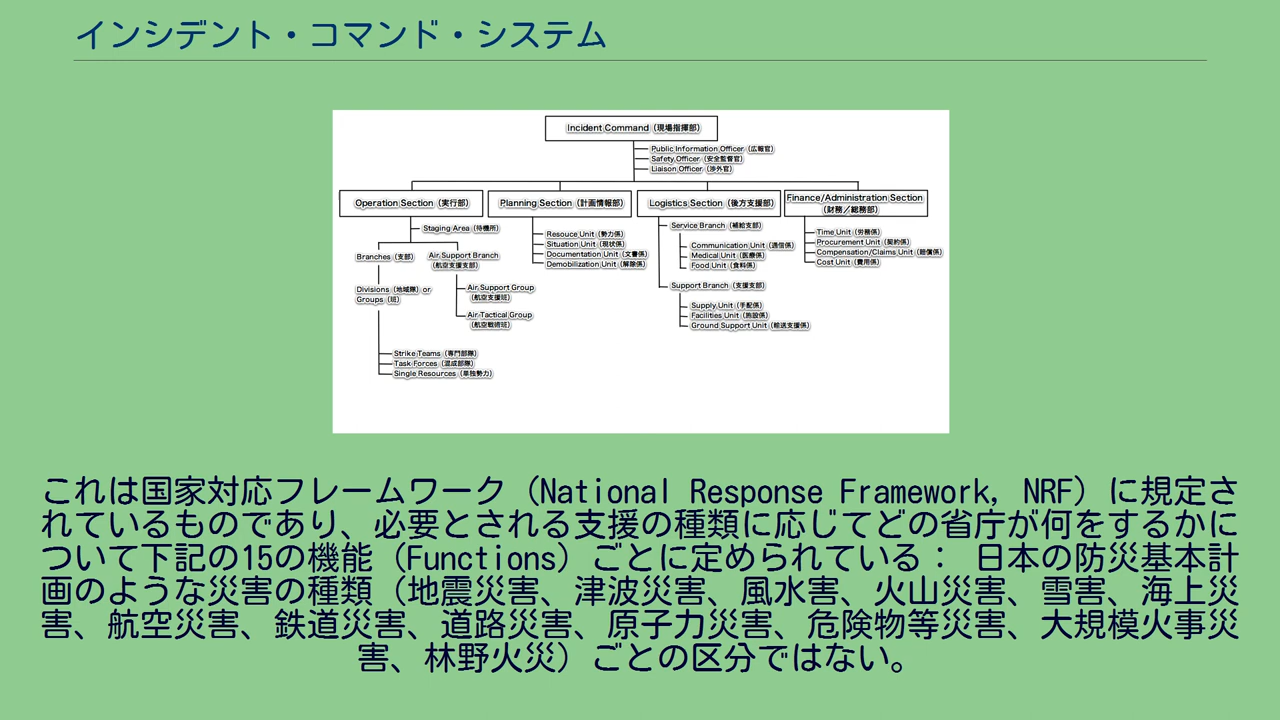 インシデント・コマンド・システム
Incident Command（現場指揮部）
Public Information Officer（広報官）
Safety Officer（安全監督官）
Liaison Officer（渉外官）
Operation Section（実行部）
Staging Area（待機所）
Branches（支部）
Air Support Branch
（航空支援支部）
Divisions（地域隊）or
Groups（班）
Air Support Group
（航空支援班）
Air Tactical Group
（航空戦術班）
Strike Teams（専門部隊）
Task Forces（混成部隊）
Single Resources（単独勢力）
Planning Section（計画情報部）
Resouce Unit（勢力係）
Situation Unit（現状係）
Documentation Unit（文書係）
Demobilization Unit（解除係）
Logistics Section（後方支援部）
Service Branch（補給支部）
Communication Unit（通信係）
Medical Unit（医療係）
Food Unit（食料係）
Support Branch（支援支部）
Supply Unit（手配係）
Facilities Unit（施設係）
Ground Support Unit（輸送支援係）
Finance/Administration Section
（財務／総務部）
Time Unit（労務係）
Procurement Unit（契約係）
Compensation/Claims Unit（賠償係）
Cost Unit（費用係）
これは国家対応フレームワーク（National Response Framework, NRF）に規定さ
れているものであり、必要とされる支援の種類に応じてどの省庁が何をするかに
ついて下記の15の機能（Functions）ごとに定められている： 日本の防災基本計
画のような災害の種類（地震災害、津波災害、風水害、火山災害、雪害、海上災
害、航空災害、鉄道災害、道路災害、原子力災害、危険物等災害、大規模火事災
害、林野火災）ごとの区分ではない。